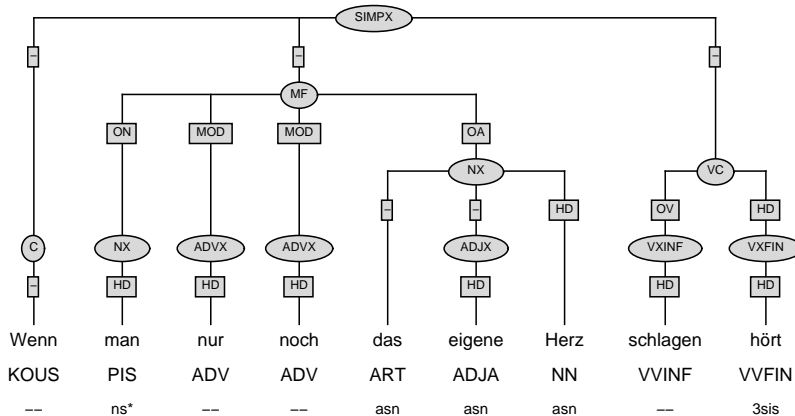 SIMPX
– – –
MF
ON MOD MOD OA
NX VC
– – HD OV HD
C NX ADVX ADVX ADJX VXINF VXFIN
– HD HD HD HD HD HD
Wenn man nur noch das eigene Herz schlagen hört
KOUS PIS ADV ADV ART ADJA NN VVINF VVFIN
–– ns* –– –– asn asn asn –– 3sis